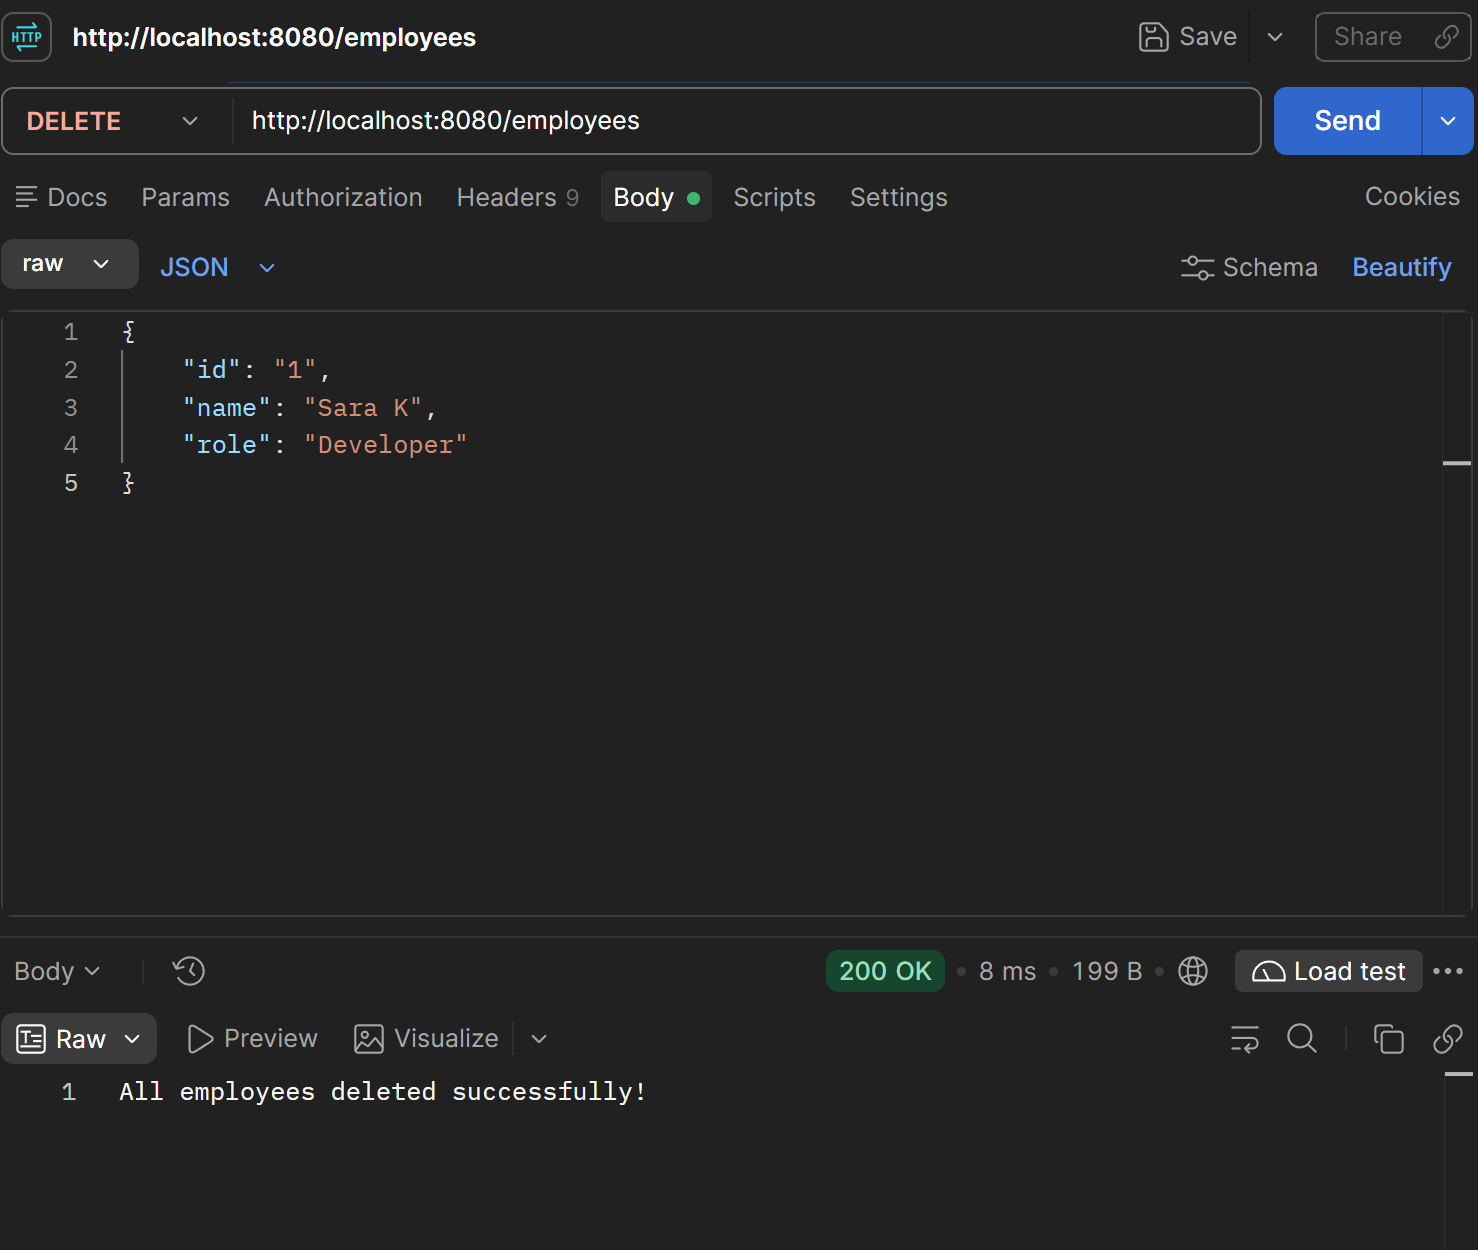 HTTP http://localhost:8080/employees Save Share
DELETE http://localhost:8080/employees Send
Docs Params Authorization Headers 9 Body Scripts Settings Cookies
raw JSON Schema Beautify
1 {
2 "id": "1",
3 "name": "Sara K",
4 "role": "Developer"
5 }
Body 200 OK • 8 ms • 199 B • Load test
Raw Preview Visualize
1 All employees deleted successfully!